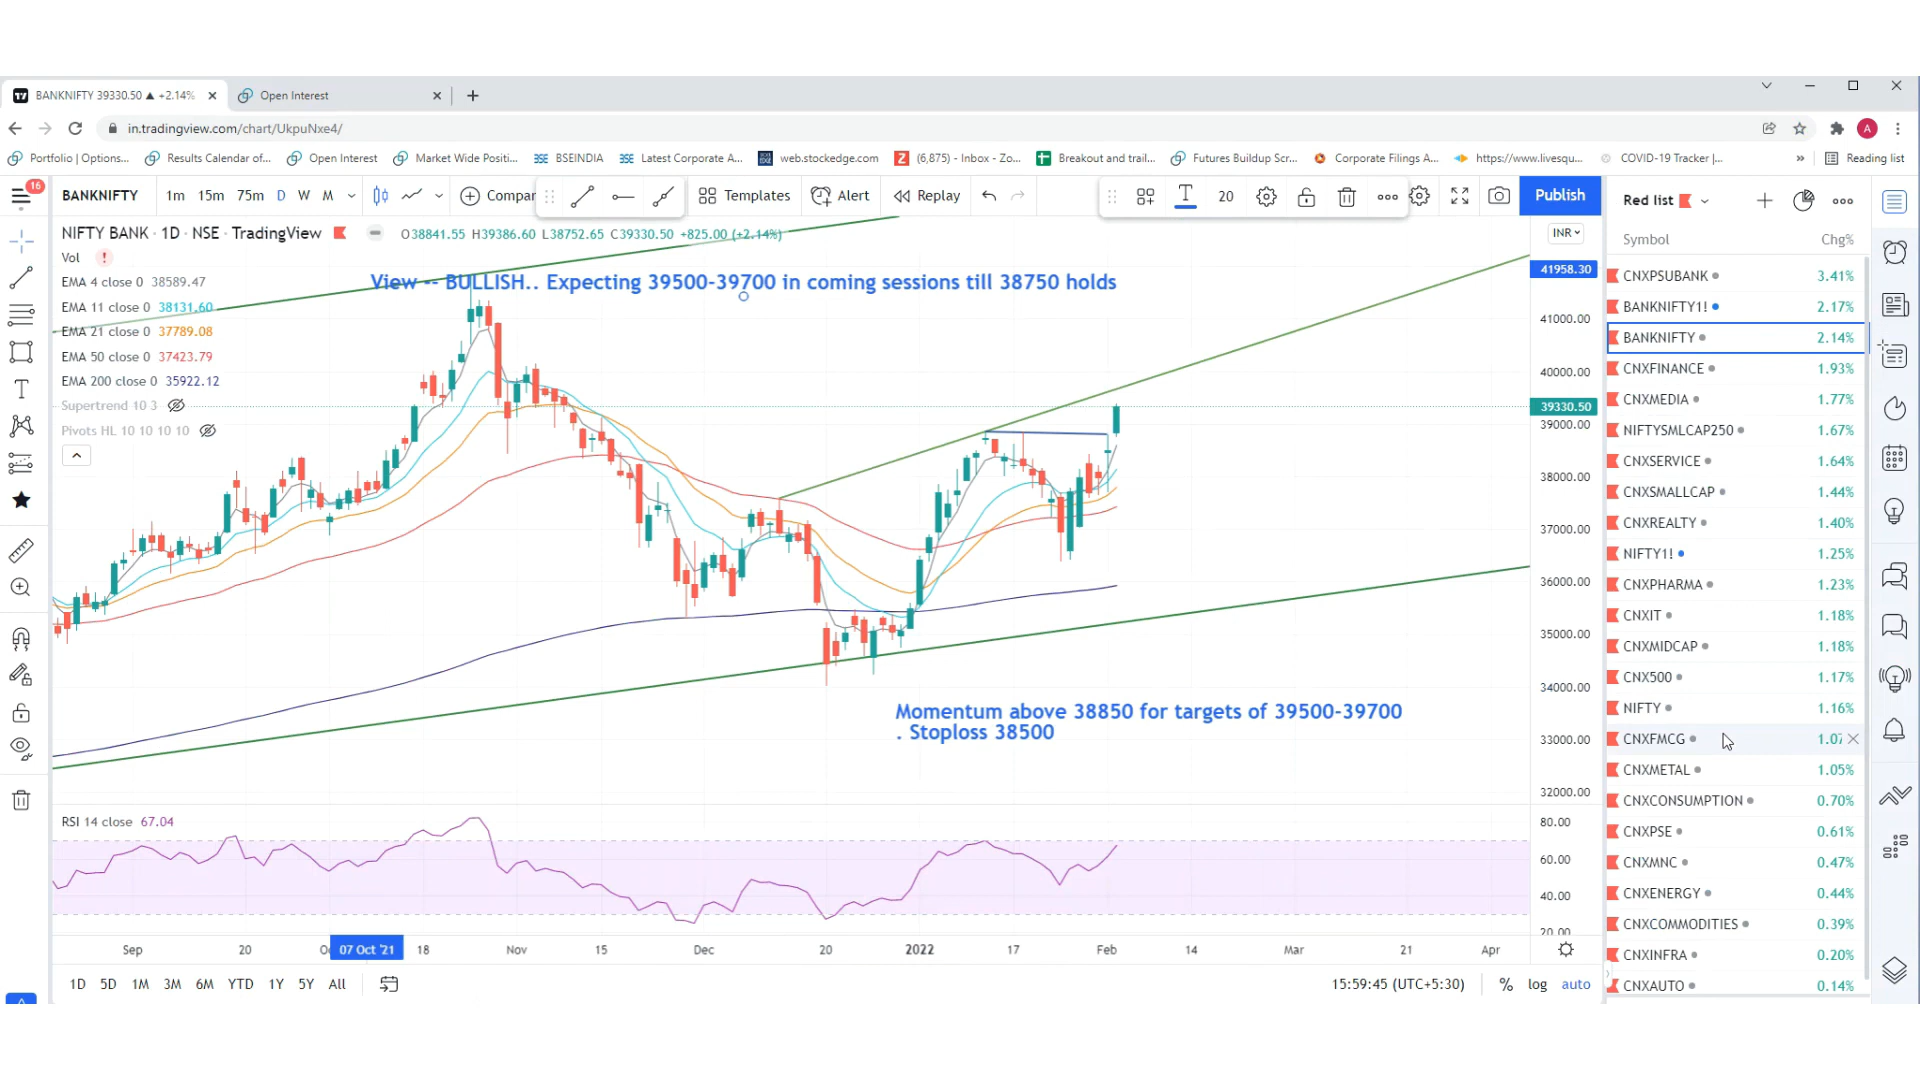 BANKNIFTY 39330.50 ▲ +2.14%
Open Interest
in.tradingview.com/chart/UkpuNxe4/
A
Portfolio | Options...
Results Calendar of...
Open Interest
Market Wide Positi...
BSEINDIA
Latest Corporate A...
web.stockedge.com
(6,875) - Inbox - Zo...
Breakout and trail...
Futures Buildup Scr...
Corporate Filings A...
https://www.livesqu...
COVID-19 Tracker |...
»
Reading list
16
BANKNIFTY
1m 15m 75m D W M
Compar
Templates
Alert
Replay
T
20
Publish
Red list
NIFTY BANK · 1D · NSE · TradingView
O38841.55 H39386.60 L38752.65 C39330.50 +825.00 (+2.14%)
INR
Symbol Chg%
Vol !
EMA 4 close 0 38589.47
EMA 11 close 0 38131.60
EMA 21 close 0 37789.08
EMA 50 close 0 37423.79
EMA 200 close 0 35922.12
Supertrend 10 3
Pivots HL 10 10 10 10
View -- BULLISH.. Expecting 39500-39700 in coming sessions till 38750 holds
Momentum above 38850 for targets of 39500-39700
. Stoploss 38500
41958.30
41000.00
40000.00
39330.50
39000.00
38000.00
37000.00
36000.00
35000.00
34000.00
33000.00
32000.00
RSI 14 close 67.04
80.00
60.00
40.00
20.00
Sep 20 O 07 Oct '21 18 Nov 15 Dec 20 2022 17 Feb 14 Mar 21 Apr
1D 5D 1M 3M 6M YTD 1Y 5Y All
15:59:45 (UTC+5:30) % log auto
CNXPSUBANK 3.41%
BANKNIFTY1! 2.17%
BANKNIFTY 2.14%
CNXFINANCE 1.93%
CNXMEDIA 1.77%
NIFTYSMLCAP250 1.67%
CNXSERVICE 1.64%
CNXSMALLCAP 1.44%
CNXREALTY 1.40%
NIFTY1! 1.25%
CNXPHARMA 1.23%
CNXIT 1.18%
CNXMIDCAP 1.18%
CNX500 1.17%
NIFTY 1.16%
CNXFMCG 1.07
CNXMETAL 1.05%
CNXCONSUMPTION 0.70%
CNXPSE 0.61%
CNXMNC 0.47%
CNXENERGY 0.44%
CNXCOMMODITIES 0.39%
CNXINFRA 0.20%
CNXAUTO 0.14%